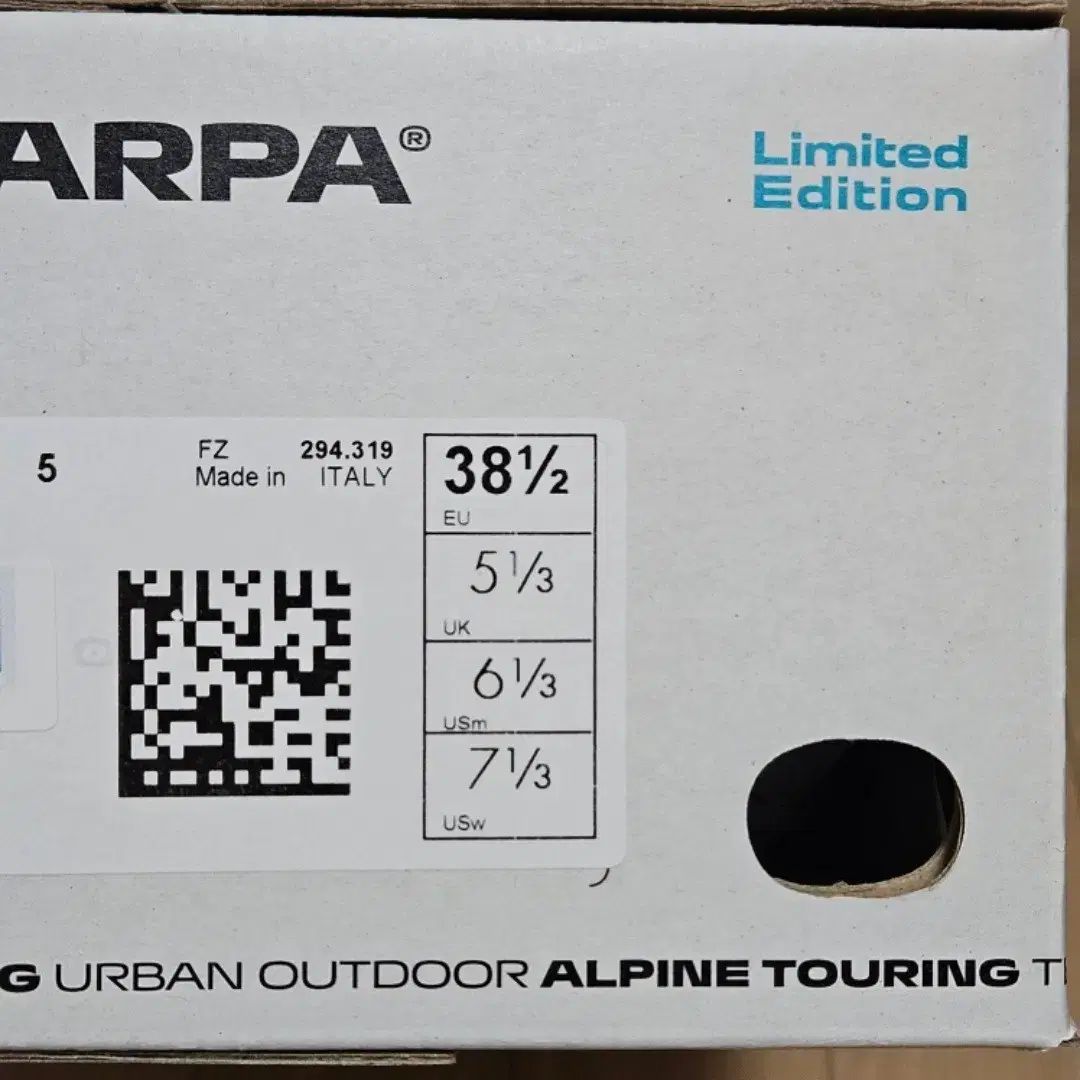 ARPA®
Limited
Edition
5
FZ 294.319
Made in ITALY
38½
EU
5⅓
UK
6⅓
USm
7⅓
USw
G URBAN OUTDOOR ALPINE TOURING T